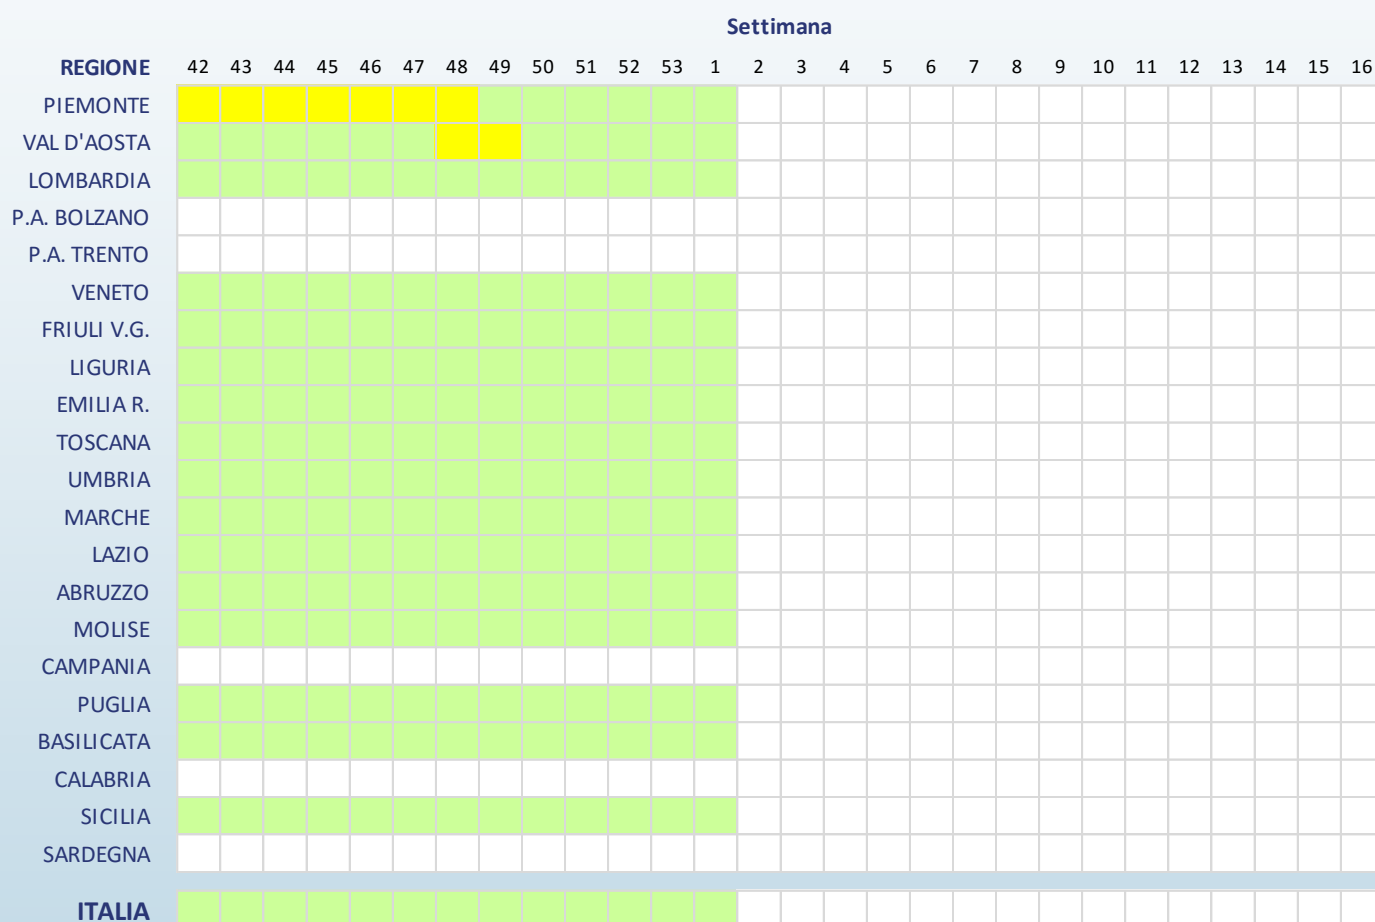 Settimana
REGIONE 42 43 44 45 46 47 48 49 50 51 52 53 1 2 3 4 5 6 7 8 9 10 11 12 13 14 15 16
PIEMONTE
VAL D'AOSTA
LOMBARDIA
P.A. BOLZANO
P.A. TRENTO
VENETO
FRIULI V.G.
LIGURIA
EMILIA R.
TOSCANA
UMBRIA
MARCHE
LAZIO
ABRUZZO
MOLISE
CAMPANIA
PUGLIA
BASILICATA
CALABRIA
SICILIA
SARDEGNA
ITALIA